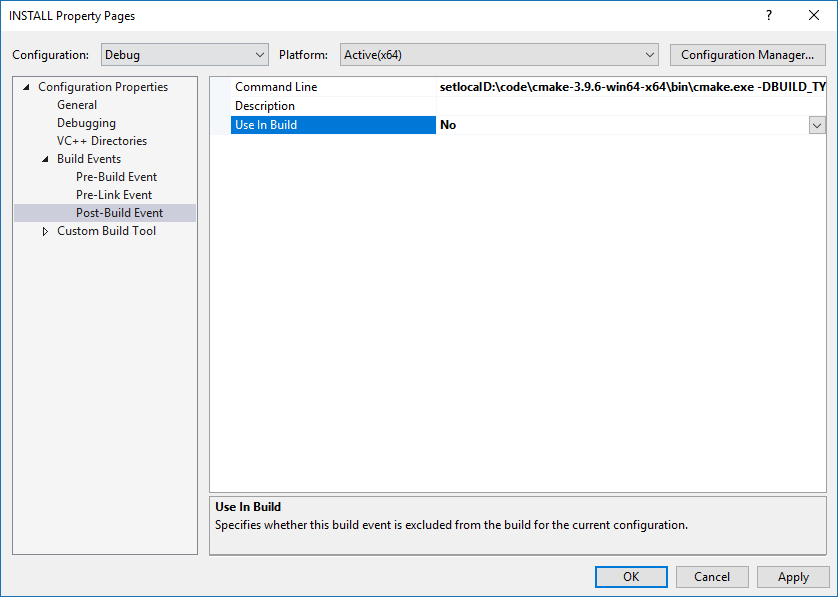 INSTALL Property Pages
?
Configuration: Debug Platform: Active(x64) Configuration Manager...
Configuration Properties
General
Debugging
VC++ Directories
Build Events
Pre-Build Event
Pre-Link Event
Post-Build Event
Custom Build Tool
Command Line setlocalD:\code\cmake-3.9.6-win64-x64\bin\cmake.exe -DBUILD_TY
Description
Use In Build No
Use In Build
Specifies whether this build event is excluded from the build for the current configuration.
OK Cancel Apply